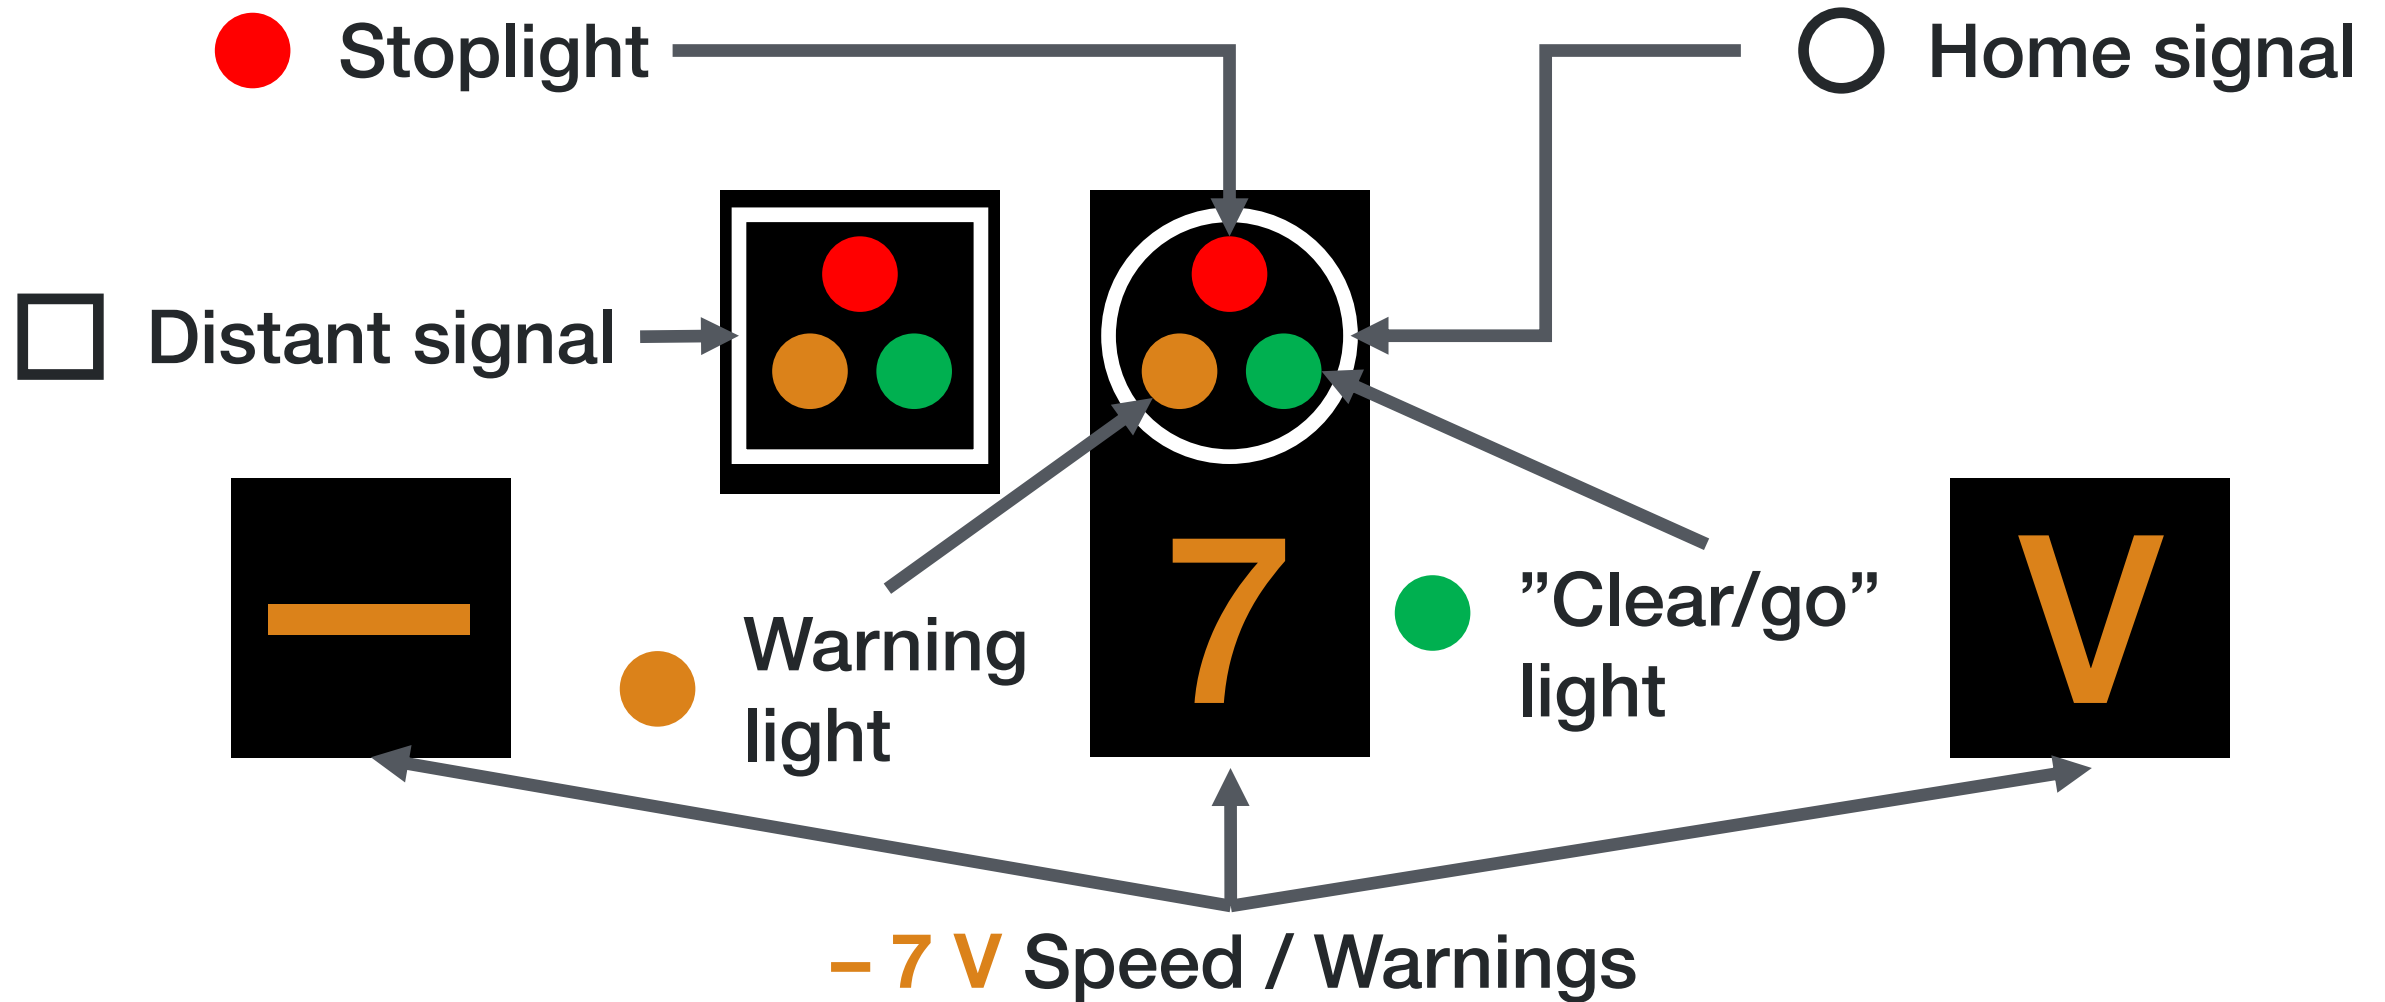 Stoplight
Home signal
Distant signal
7
V
Warning
light
”Clear/go”
light
– 7 V Speed / Warnings